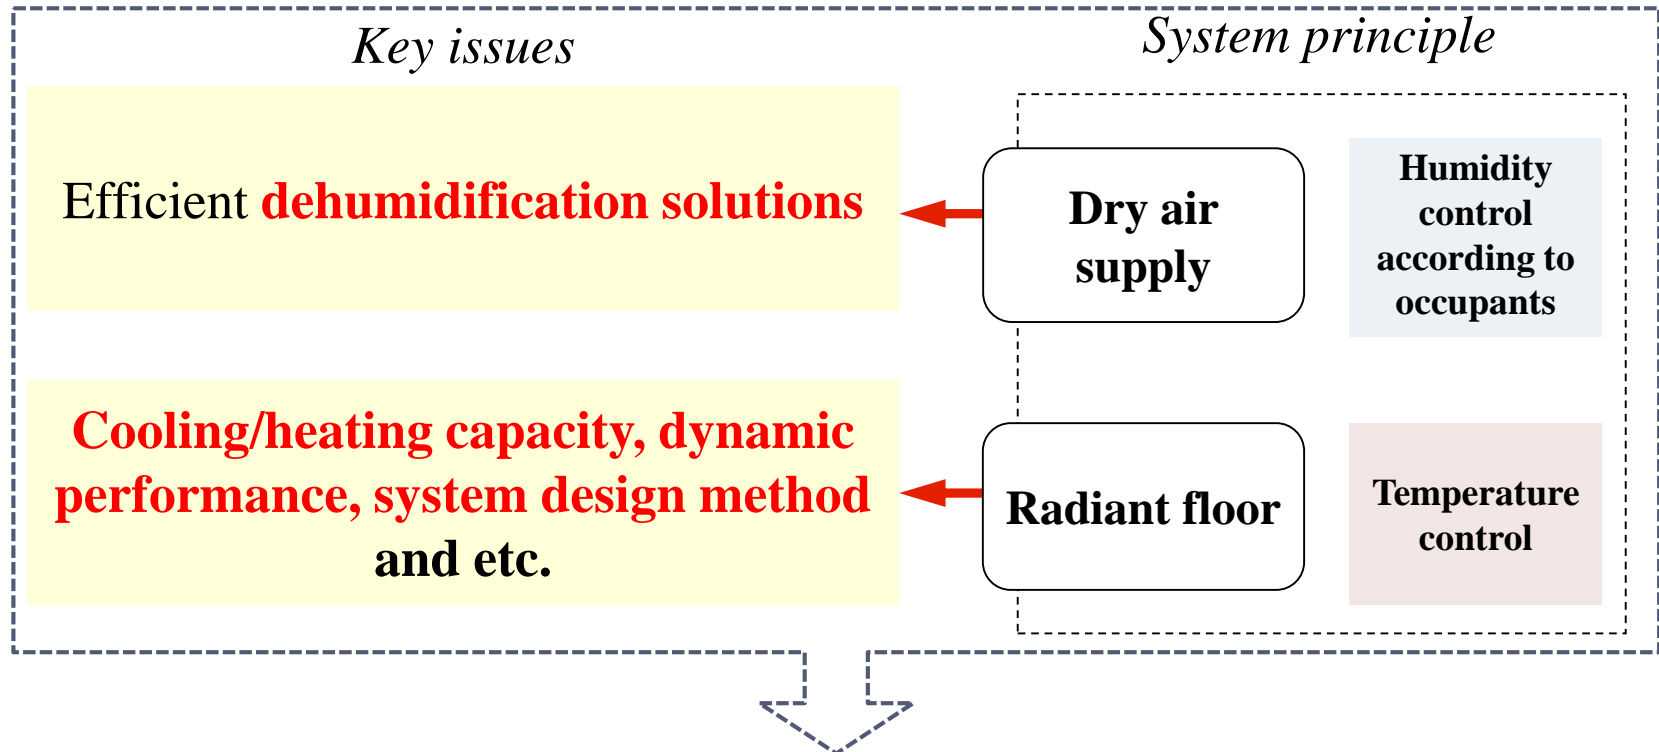 Key issues
System principle
Efficient dehumidification solutions
Dry air
supply
Humidity
control
according to
occupants
Cooling/heating capacity, dynamic
performance, system design method
and etc.
Radiant floor
Temperature
control